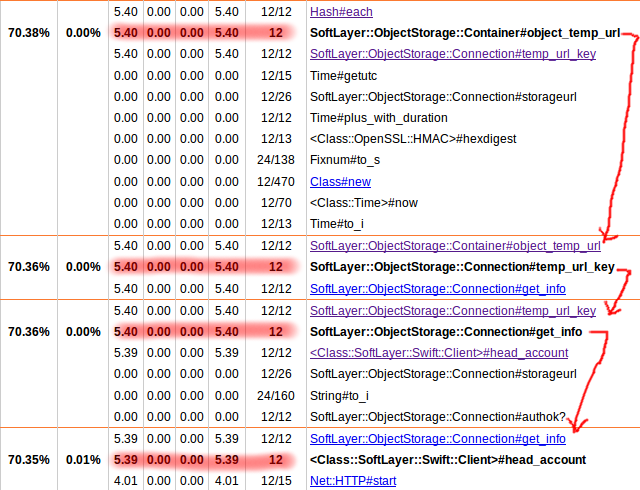 5.40 0.00 0.00 5.40 12/12 Hash#each
70.38% 0.00% 5.40 0.00 0.00 5.40 12 SoftLayer::ObjectStorage::Container#object_temp_url
5.40 0.00 0.00 5.40 12/12 SoftLayer::ObjectStorage::Connection#temp_url_key
0.00 0.00 0.00 0.00 12/15 Time#getutc
0.00 0.00 0.00 0.00 12/26 SoftLayer::ObjectStorage::Connection#storageurl
0.00 0.00 0.00 0.00 12/12 Time#plus_with_duration
0.00 0.00 0.00 0.00 12/13 <Class::OpenSSL::HMAC>#hexdigest
0.00 0.00 0.00 0.00 24/138 Fixnum#to_s
0.00 0.00 0.00 0.00 12/470 Class#new
0.00 0.00 0.00 0.00 12/70 <Class::Time>#now
0.00 0.00 0.00 0.00 12/13 Time#to_i
5.40 0.00 0.00 5.40 12/12 SoftLayer::ObjectStorage::Container#object_temp_url
70.36% 0.00% 5.40 0.00 0.00 5.40 12 SoftLayer::ObjectStorage::Connection#temp_url_key
5.40 0.00 0.00 5.40 12/12 SoftLayer::ObjectStorage::Connection#get_info
5.40 0.00 0.00 5.40 12/12 SoftLayer::ObjectStorage::Connection#temp_url_key
70.36% 0.00% 5.40 0.00 0.00 5.40 12 SoftLayer::ObjectStorage::Connection#get_info
5.39 0.00 0.00 5.39 12/12 <Class::SoftLayer::Swift::Client>#head_account
0.00 0.00 0.00 0.00 12/26 SoftLayer::ObjectStorage::Connection#storageurl
0.00 0.00 0.00 0.00 24/160 String#to_i
0.00 0.00 0.00 0.00 12/12 SoftLayer::ObjectStorage::Connection#authok?
5.39 0.00 0.00 5.39 12/12 SoftLayer::ObjectStorage::Connection#get_info
70.35% 0.01% 5.39 0.00 0.00 5.39 12 <Class::SoftLayer::Swift::Client>#head_account
4.01 0.00 0.00 4.01 12/15 Net::HTTP#start